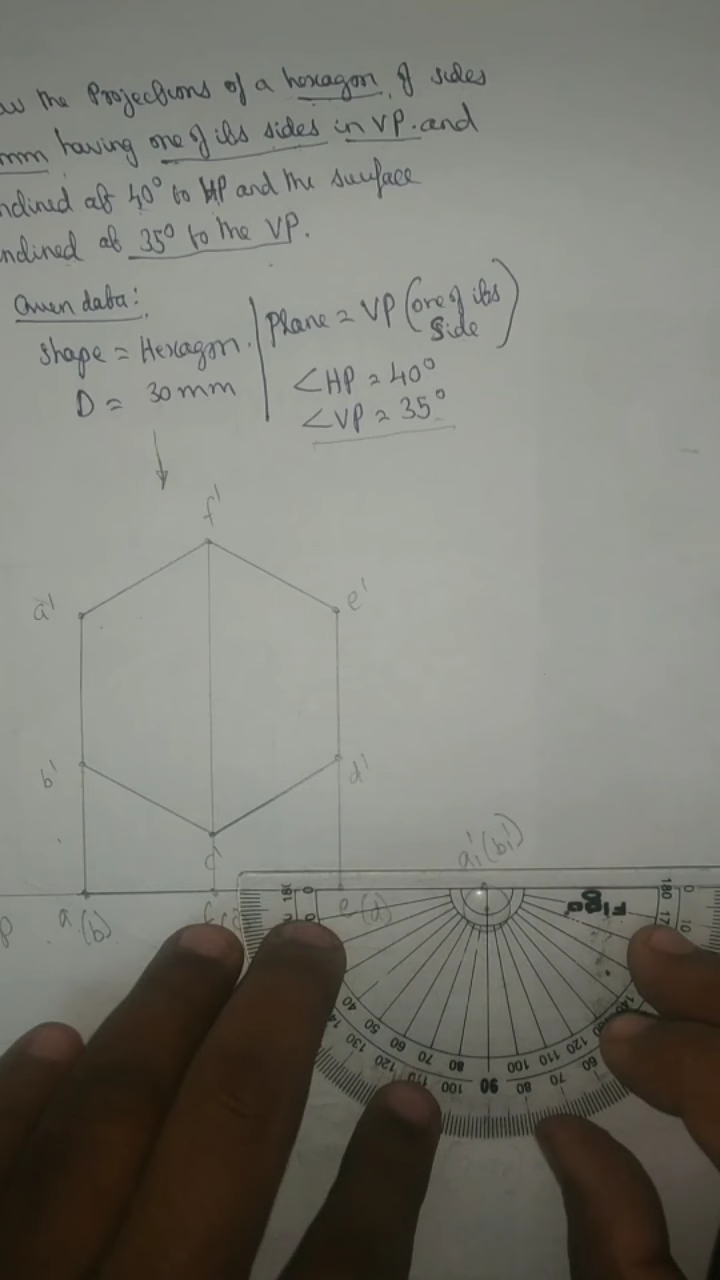 the Projections of a hexagon of sides
mm having one of its sides in VP. and
at 40° to HP and the surface
at 35° to the VP.
Given data:
Shape = Hexagon.
D = 30 mm
Plane = VP (one of its
side)
∠HP = 40°
∠VP = 35°
f'
a' e'
b' d'
c'
a1'(b1')
a (b) e(d)